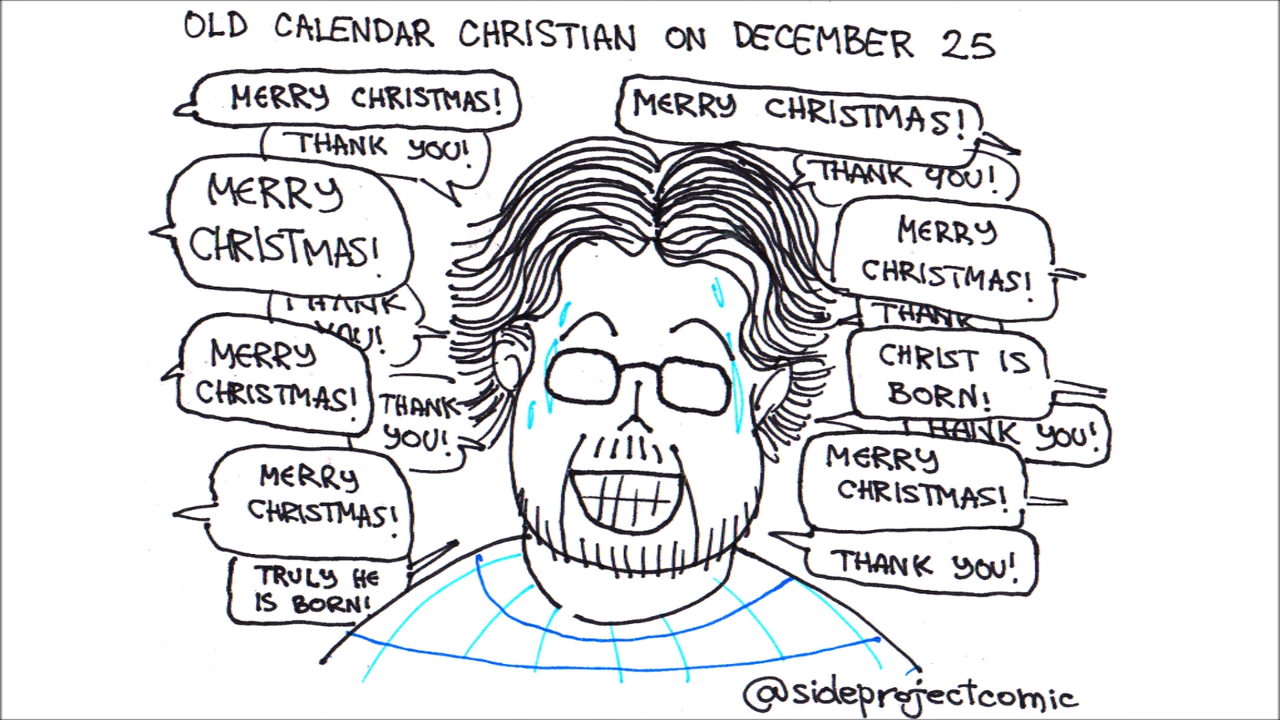 OLD CALENDAR CHRISTIAN ON DECEMBER 25
MERRY CHRISTMAS!
THANK YOU!
MERRY
CHRISTMAS!
THANK
YOU!
MERRY
CHRISTMAS!
THANK
YOU!
MERRY
CHRISTMAS!
TRULY HE
IS BORN!
MERRY CHRISTMAS!
THANK YOU!
MERRY
CHRISTMAS!
THANK
CHRIST IS
BORN!
THANK YOU!
MERRY
CHRISTMAS!
THANK YOU!
@sideprojectcomic